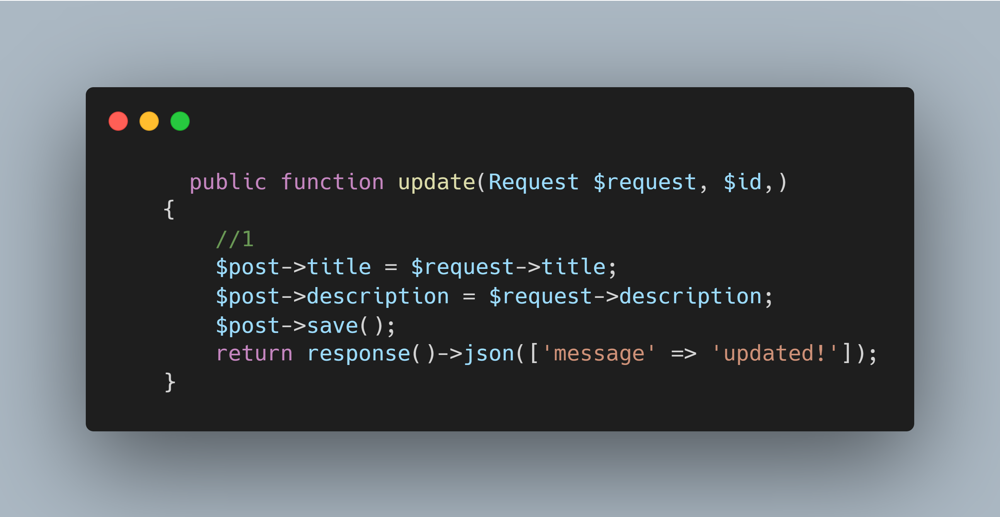 public function update(Request $request, $id,)
{
//1
$post->title = $request->title;
$post->description = $request->description;
$post->save();
return response()->json(['message' => 'updated!']);
}